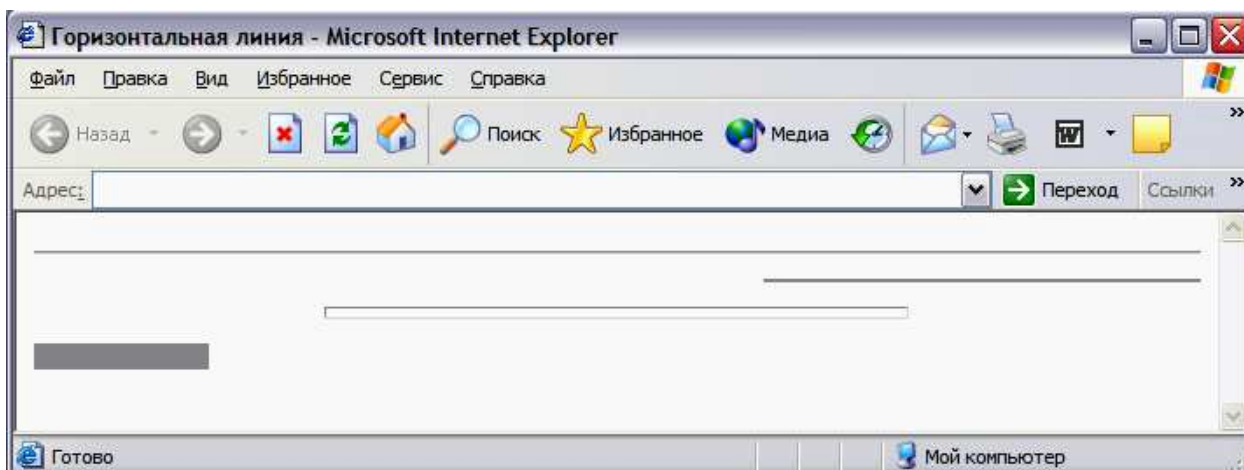 Горизонтальная линия - Microsoft Internet Explorer
Файл Правка Вид Избранное Сервис Справка
Назад Поиск Избранное Медиа W »
Адрес: Переход Ссылки »
Готово Мой компьютер